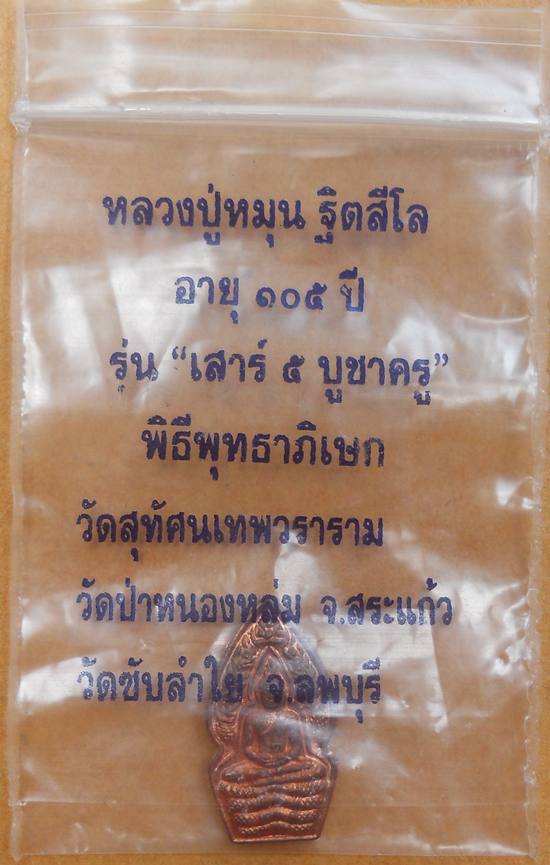 หลวงปู่หมุน ฐิตสีโล
อายุ ๑๐๕ ปี
รุ่น “เสาร์ ๕ บูชาครู”
พิธีพุทธาภิเษก
วัดสุทัศนเทพวราราม
วัดป่าหนองหล่ม จ.สระแก้ว
วัดซับลำใย จ.ลพบุรี